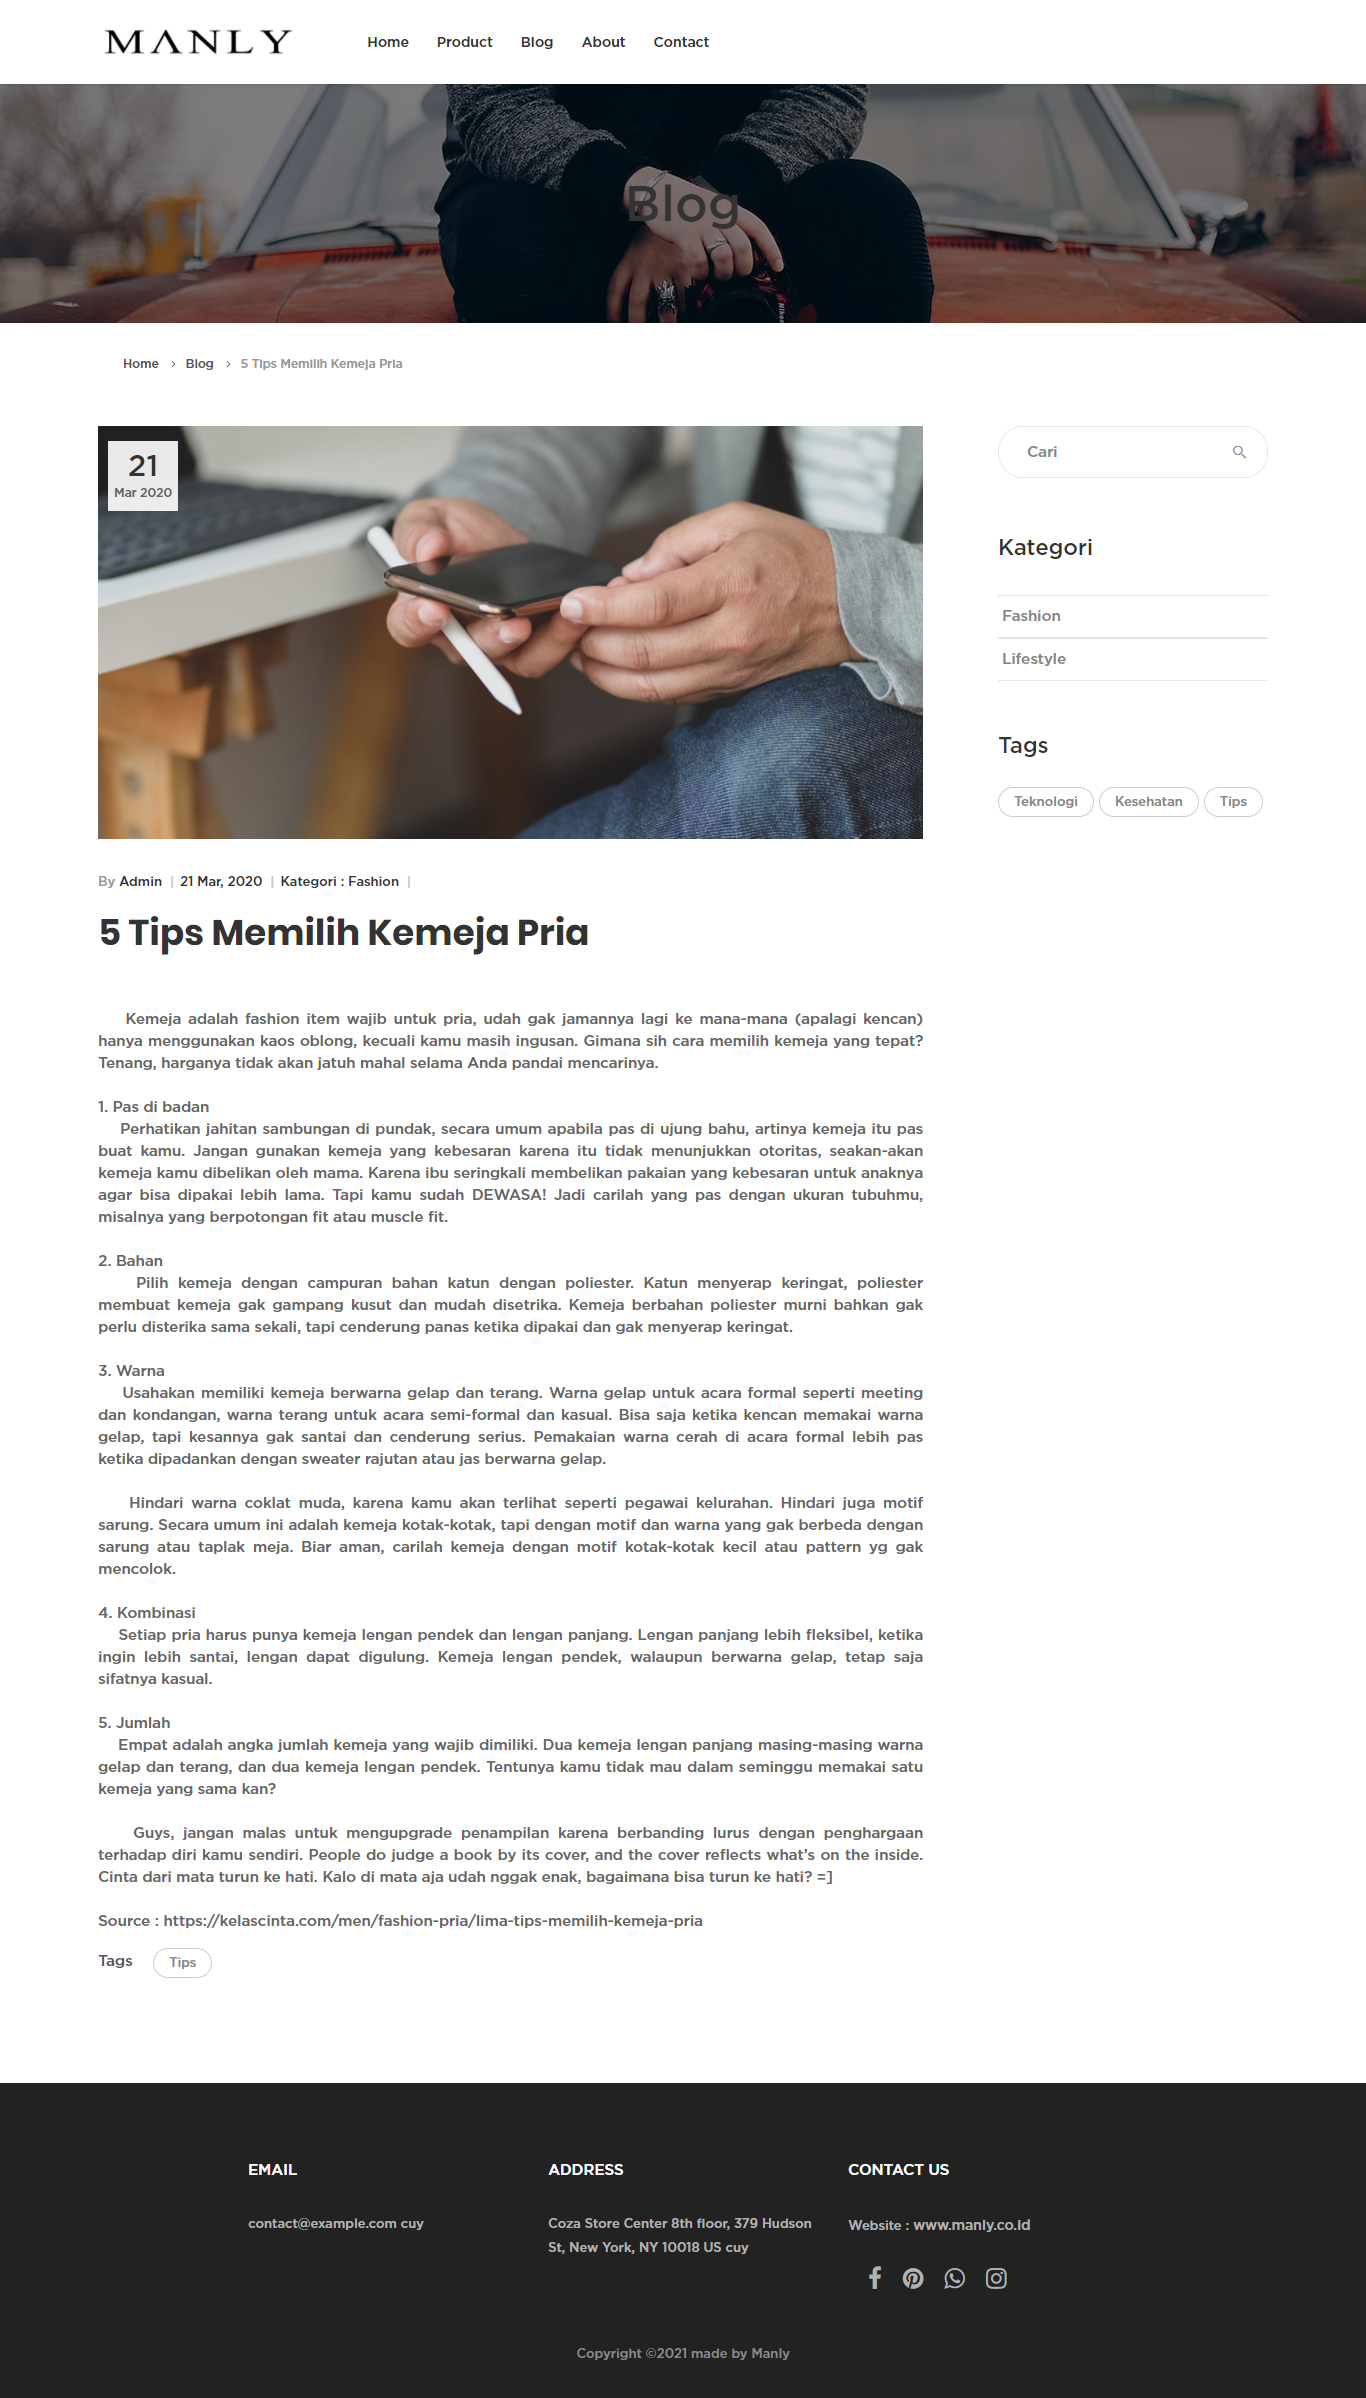 MANLY
Home
Product
Blog
About
Contact
Blog
Home > Blog > 5 Tips Memilih Kemeja Pria
21
Mar 2020
Nikon
Cari
Kategori
Fashion
Lifestyle
Tags
Teknologi
Kesehatan
Tips
By Admin | 21 Mar, 2020 | Kategori : Fashion |
5 Tips Memilih Kemeja Pria
Kemeja adalah fashion item wajib untuk pria, udah gak jamannya lagi ke mana-mana (apalagi kencan)
hanya menggunakan kaos oblong, kecuali kamu masih ingusan. Gimana sih cara memilih kemeja yang tepat?
Tenang, harganya tidak akan jatuh mahal selama Anda pandai mencarinya.
1. Pas di badan
Perhatikan jahitan sambungan di pundak, secara umum apabila pas di ujung bahu, artinya kemeja itu pas
buat kamu. Jangan gunakan kemeja yang kebesaran karena itu tidak menunjukkan otoritas, seakan-akan
kemeja kamu dibelikan oleh mama. Karena ibu seringkali membelikan pakaian yang kebesaran untuk anaknya
agar bisa dipakai lebih lama. Tapi kamu sudah DEWASA! Jadi carilah yang pas dengan ukuran tubuhmu,
misalnya yang berpotongan fit atau muscle fit.
2. Bahan
Pilih kemeja dengan campuran bahan katun dengan poliester. Katun menyerap keringat, poliester
membuat kemeja gak gampang kusut dan mudah disetrika. Kemeja berbahan poliester murni bahkan gak
perlu disterika sama sekali, tapi cenderung panas ketika dipakai dan gak menyerap keringat.
3. Warna
Usahakan memiliki kemeja berwarna gelap dan terang. Warna gelap untuk acara formal seperti meeting
dan kondangan, warna terang untuk acara semi-formal dan kasual. Bisa saja ketika kencan memakai warna
gelap, tapi kesannya gak santai dan cenderung serius. Pemakaian warna cerah di acara formal lebih pas
ketika dipadankan dengan sweater rajutan atau jas berwarna gelap.
Hindari warna coklat muda, karena kamu akan terlihat seperti pegawai kelurahan. Hindari juga motif
sarung. Secara umum ini adalah kemeja kotak-kotak, tapi dengan motif dan warna yang gak berbeda dengan
sarung atau taplak meja. Biar aman, carilah kemeja dengan motif kotak-kotak kecil atau pattern yg gak
mencolok.
4. Kombinasi
Setiap pria harus punya kemeja lengan pendek dan lengan panjang. Lengan panjang lebih fleksibel, ketika
ingin lebih santai, lengan dapat digulung. Kemeja lengan pendek, walaupun berwarna gelap, tetap saja
sifatnya kasual.
5. Jumlah
Empat adalah angka jumlah kemeja yang wajib dimiliki. Dua kemeja lengan panjang masing-masing warna
gelap dan terang, dan dua kemeja lengan pendek. Tentunya kamu tidak mau dalam seminggu memakai satu
kemeja yang sama kan?
Guys, jangan malas untuk mengupgrade penampilan karena berbanding lurus dengan penghargaan
terhadap diri kamu sendiri. People do judge a book by its cover, and the cover reflects what’s on the inside.
Cinta dari mata turun ke hati. Kalo di mata aja udah nggak enak, bagaimana bisa turun ke hati? =]
Source : https://kelascinta.com/men/fashion-pria/lima-tips-memilih-kemeja-pria
Tags
Tips
EMAIL
contact@example.com cuy
ADDRESS
Coza Store Center 8th floor, 379 Hudson
St, New York, NY 10018 US cuy
CONTACT US
Website : www.manly.co.id
Copyright ©2021 made by Manly